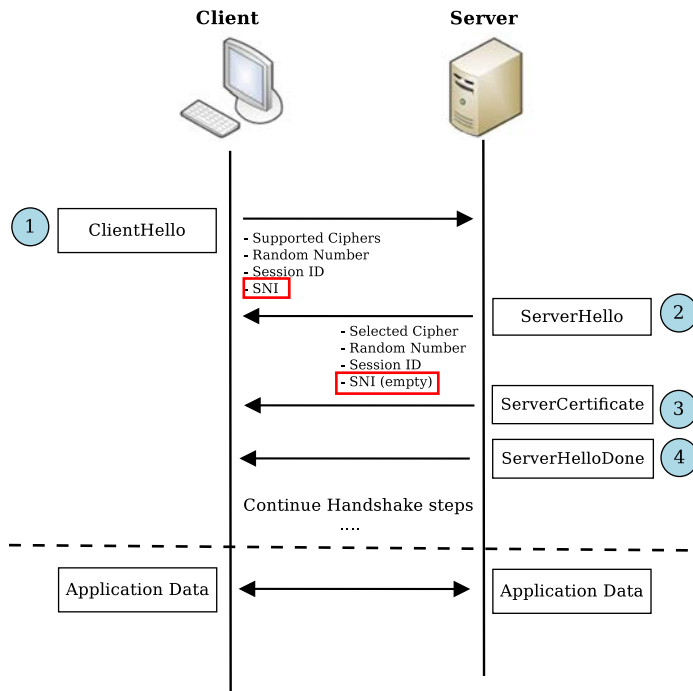 Client
Server
1
ClientHello
- Supported Ciphers
- Random Number
- Session ID
- SNI
ServerHello
2
- Selected Cipher
- Random Number
- Session ID
- SNI (empty)
ServerCertificate
3
ServerHelloDone
4
Continue Handshake steps
....
Application Data
Application Data